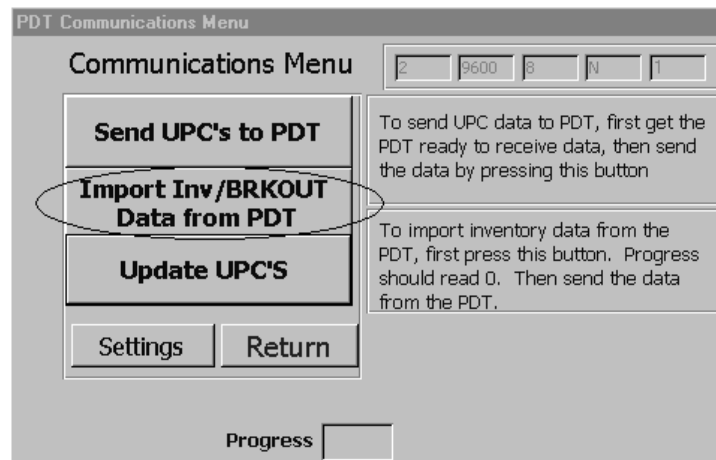 PDT Communications Menu
Communications Menu
2 9600 8 N 1
Send UPC's to PDT
To send UPC data to PDT, first get the
PDT ready to receive data, then send
the data by pressing this button
Import Inv/BRKOUT
Data from PDT
To import inventory data from the
PDT, first press this button. Progress
should read 0. Then send the data
from the PDT.
Update UPC'S
Settings Return
Progress